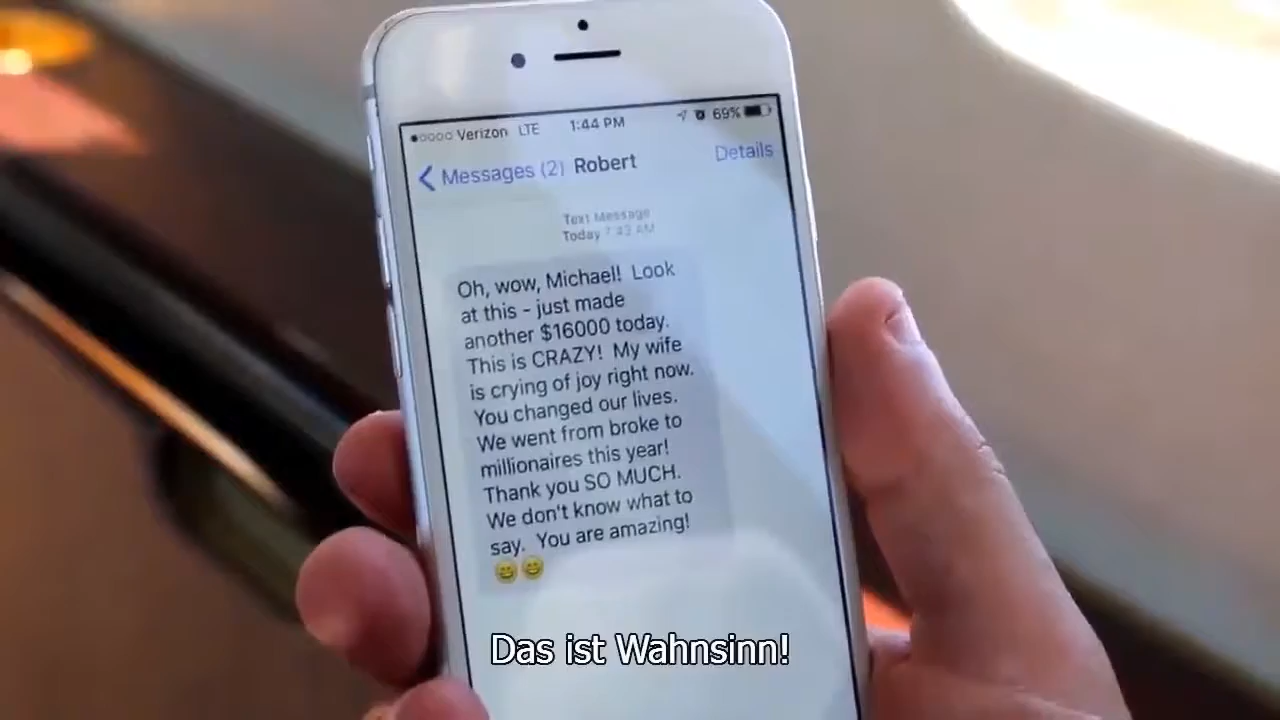 ●○○○○ Verizon LTE 1:44 PM 69%
Messages (2) Robert Details
Text Message
Today 7:43 AM
Oh, wow, Michael! Look
at this - just made
another $16000 today.
This is CRAZY! My wife
is crying of joy right now.
You changed our lives.
We went from broke to
millionaires this year!
Thank you SO MUCH.
We don't know what to
say. You are amazing!
😄😄
Das ist Wahnsinn!